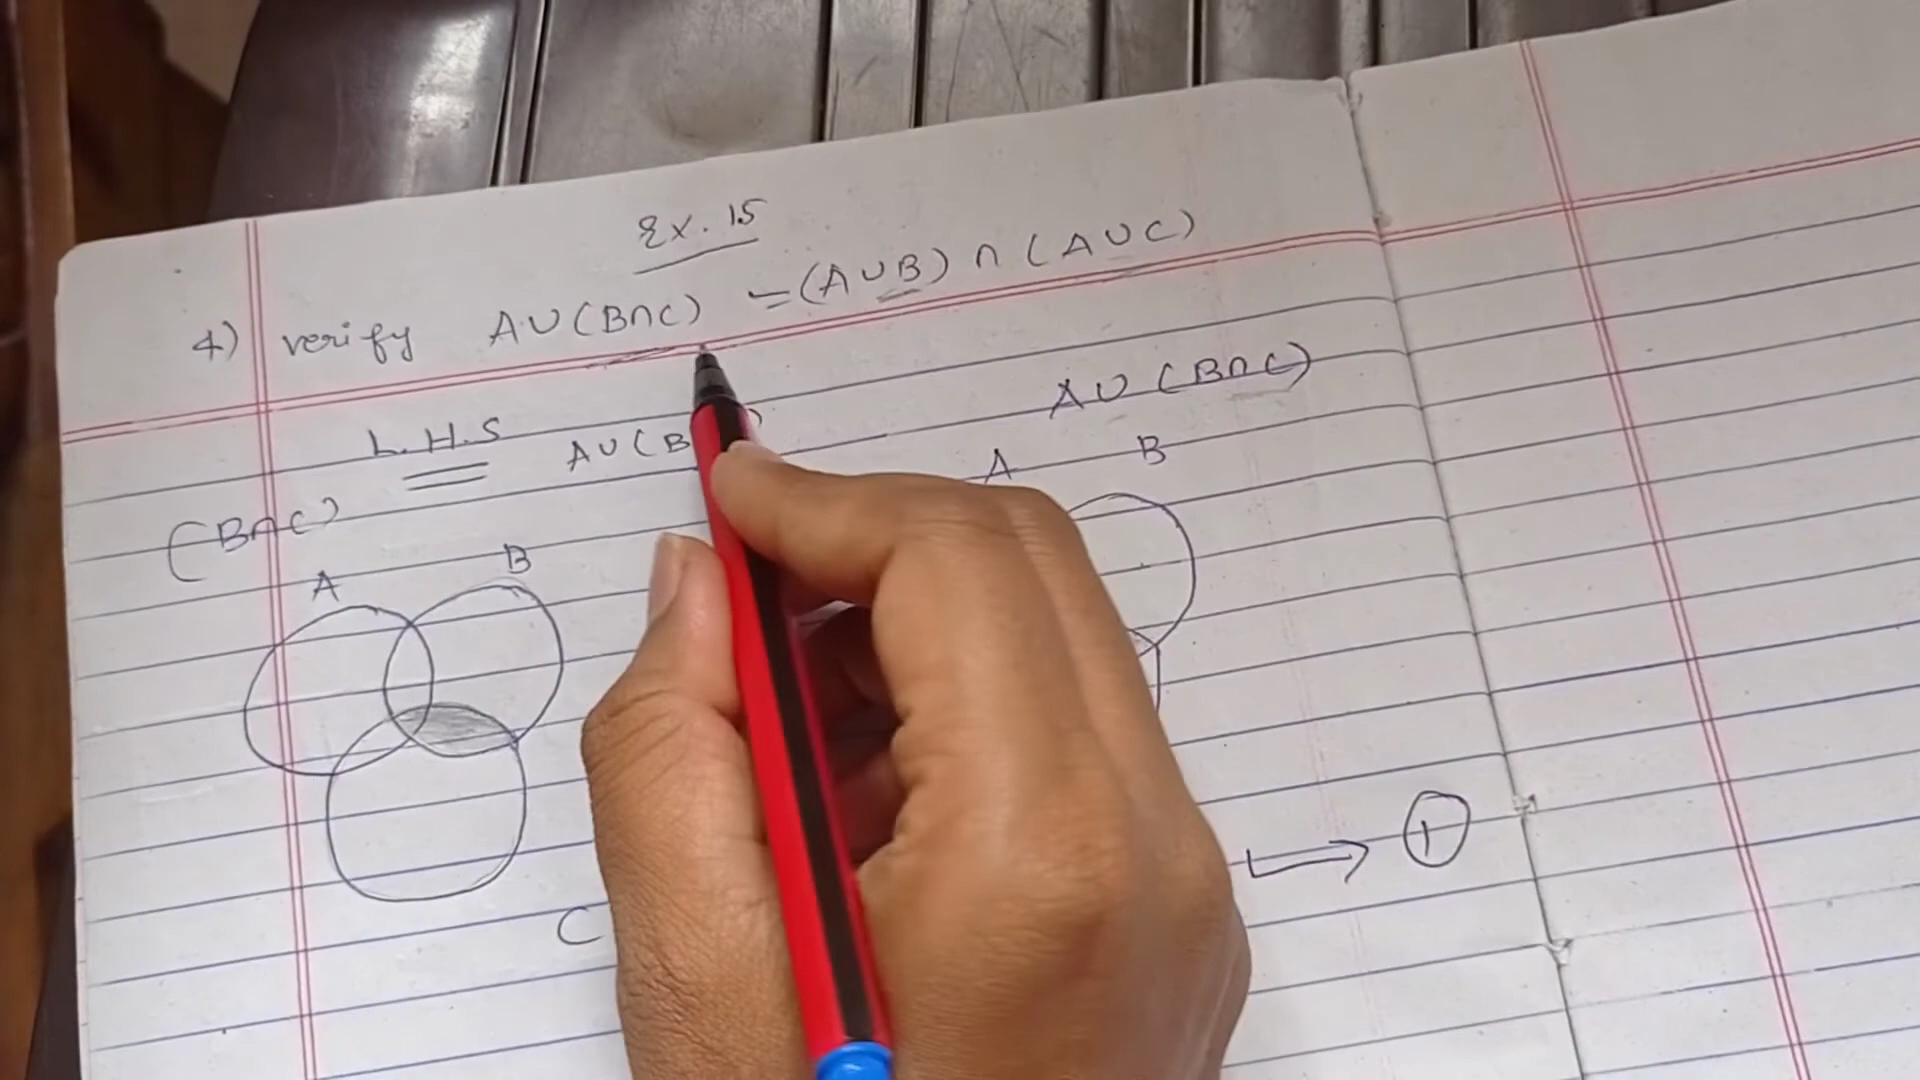 Ex. 15
4) verify A∪(B∩C) = (A∪B) ∩ (A∪C)
L.H.S A∪(B
A∪(B∩C)
(B∩C)
A B
A B
C
1